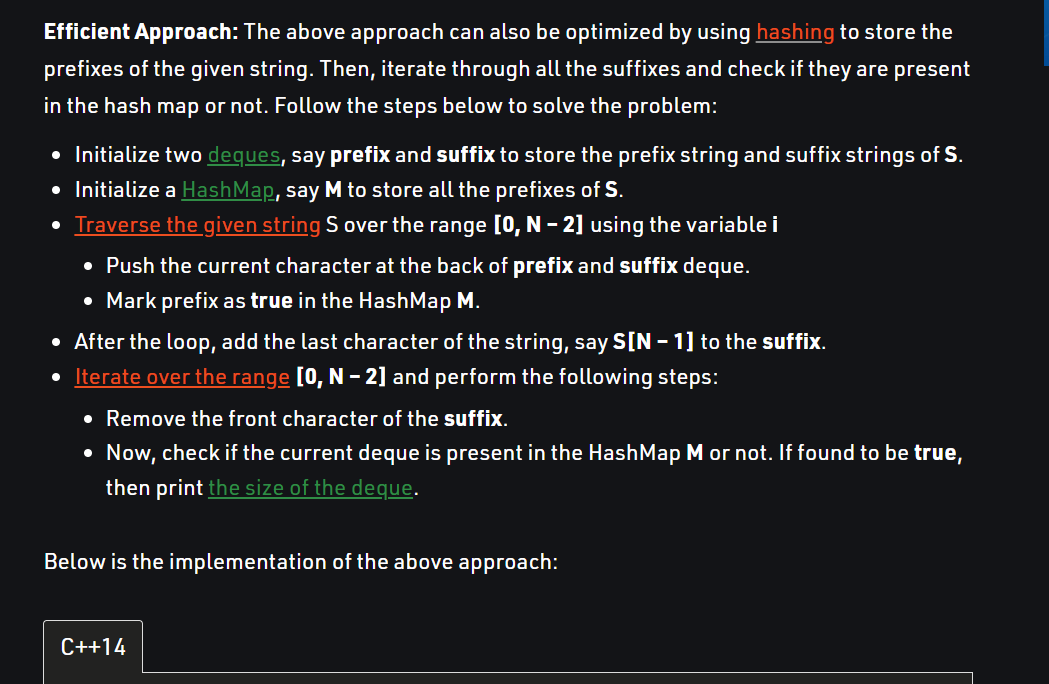 Efficient Approach: The above approach can also be optimized by using hashing to store the
prefixes of the given string. Then, iterate through all the suffixes and check if they are present
in the hash map or not. Follow the steps below to solve the problem:
• Initialize two deques, say prefix and suffix to store the prefix string and suffix strings of S.
• Initialize a HashMap, say M to store all the prefixes of S.
• Traverse the given string S over the range [0, N – 2] using the variable i
• Push the current character at the back of prefix and suffix deque.
• Mark prefix as true in the HashMap M.
• After the loop, add the last character of the string, say S[N – 1] to the suffix.
• Iterate over the range [0, N – 2] and perform the following steps:
• Remove the front character of the suffix.
• Now, check if the current deque is present in the HashMap M or not. If found to be true,
then print the size of the deque.
Below is the implementation of the above approach:
C++14